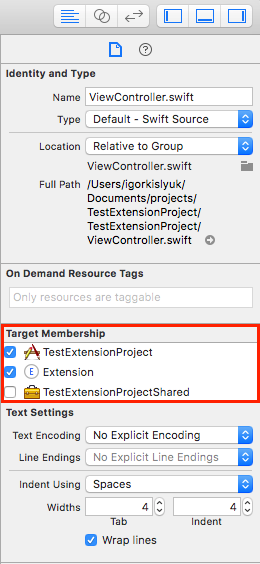 Identity and Type
Name ViewController.swift
Type Default - Swift Source
Location Relative to Group
ViewController.swift
Full Path /Users/igorkislyuk/
Documents/projects/
TestExtensionProject/
TestExtensionProject/
ViewController.swift
On Demand Resource Tags
Only resources are taggable
Target Membership
TestExtensionProject
E Extension
TestExtensionProjectShared
Text Settings
Text Encoding No Explicit Encoding
Line Endings No Explicit Line Endings
Indent Using Spaces
Widths 4 4
Tab Indent
Wrap lines